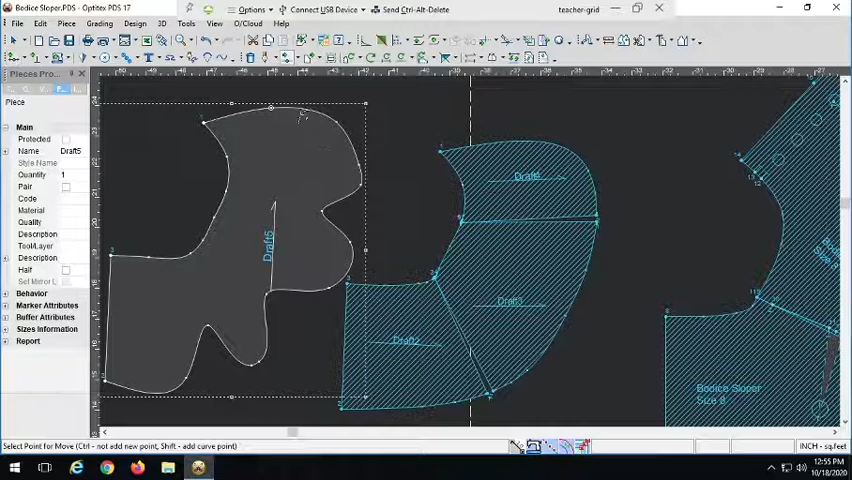 Bodice Sloper.PDS - Optitex PDS 17
Options
Connect USB Device
Send Ctrl-Alt-Delete
teacher-grid
File Edit Piece Grading Design 3D Tools View O/Cloud Help
Pieces Pro...
Piece
Main
Protected
Name Draft5
Style Name
Quantity 1
Pair
Code
Material
Quality
Description
Tool/Layer
Description
Half
Set Mirror L
Behavior
Marker Attributes
Buffer Attributes
Sizes Information
Report
Draft5
Draft4
Draft3
Draft2
Bodice Sloper
Size 8
Select Point for Move (Ctrl - not add new point, Shift - add curve point)
INCH - sq.feet
12:55 PM
10/18/2020